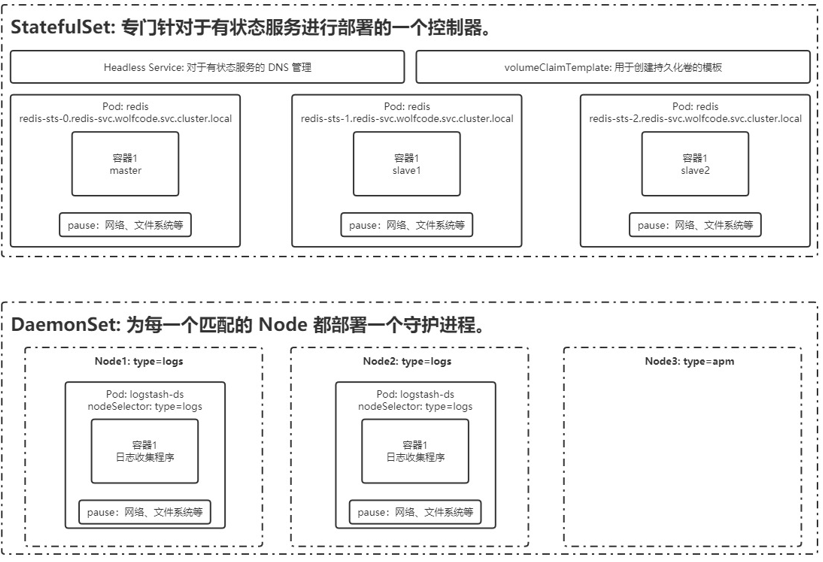 StatefulSet: 专门针对于有状态服务进行部署的一个控制器。
Headless Service: 对于有状态服务的 DNS 管理
volumeClaimTemplate: 用于创建持久化卷的模板
Pod: redis
redis-sts-0.redis-svc.wolfcode.svc.cluster.local
容器1
master
pause：网络、文件系统等
Pod: redis
redis-sts-1.redis-svc.wolfcode.svc.cluster.local
容器1
slave1
pause：网络、文件系统等
Pod: redis
redis-sts-2.redis-svc.wolfcode.svc.cluster.local
容器1
slave2
pause：网络、文件系统等
DaemonSet: 为每一个匹配的 Node 都部署一个守护进程。
Node1: type=logs
Pod: logstash-ds
nodeSelector: type=logs
容器1
日志收集程序
pause：网络、文件系统等
Node2: type=logs
Pod: logstash-ds
nodeSelector: type=logs
容器1
日志收集程序
pause：网络、文件系统等
Node3: type=apm